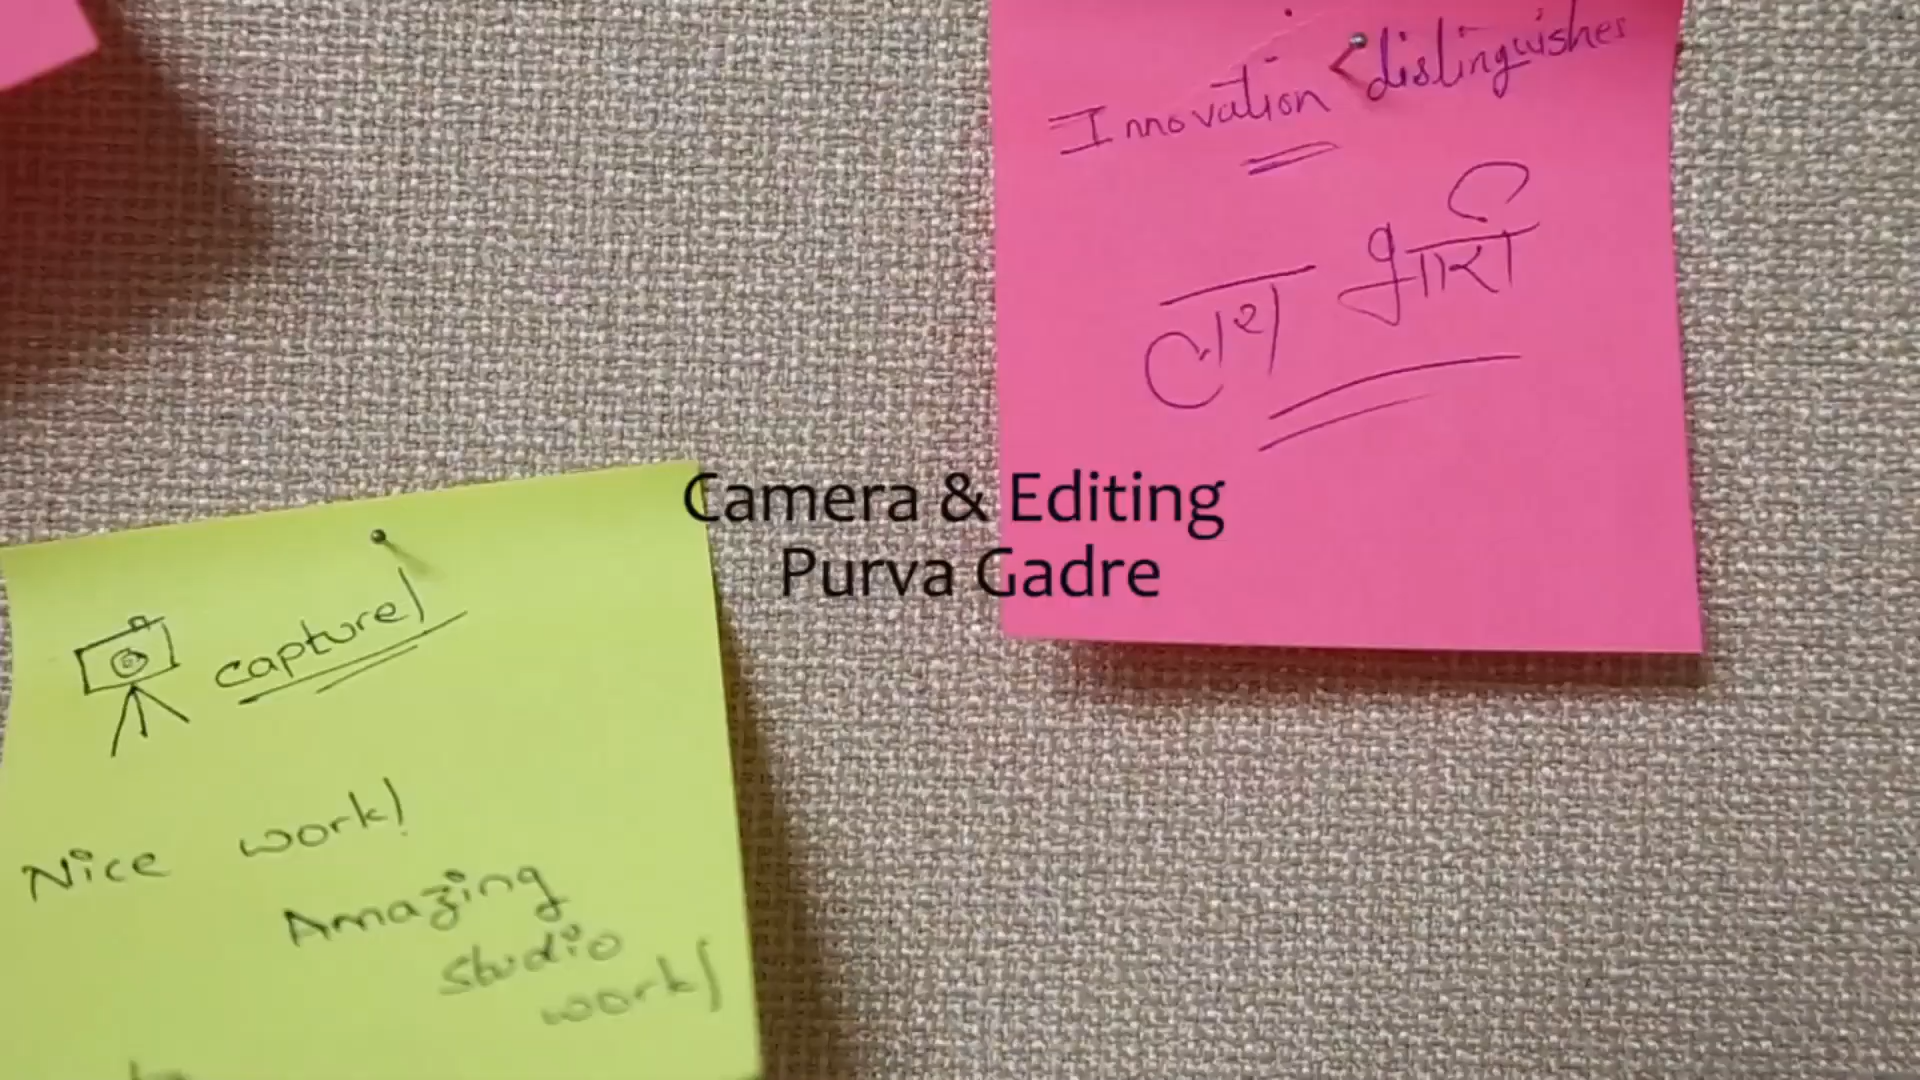 Innovation distinguishes
लय भारी
Camera & Editing
Purva Gadre
capture!
Nice work!
Amazing
studio
work!